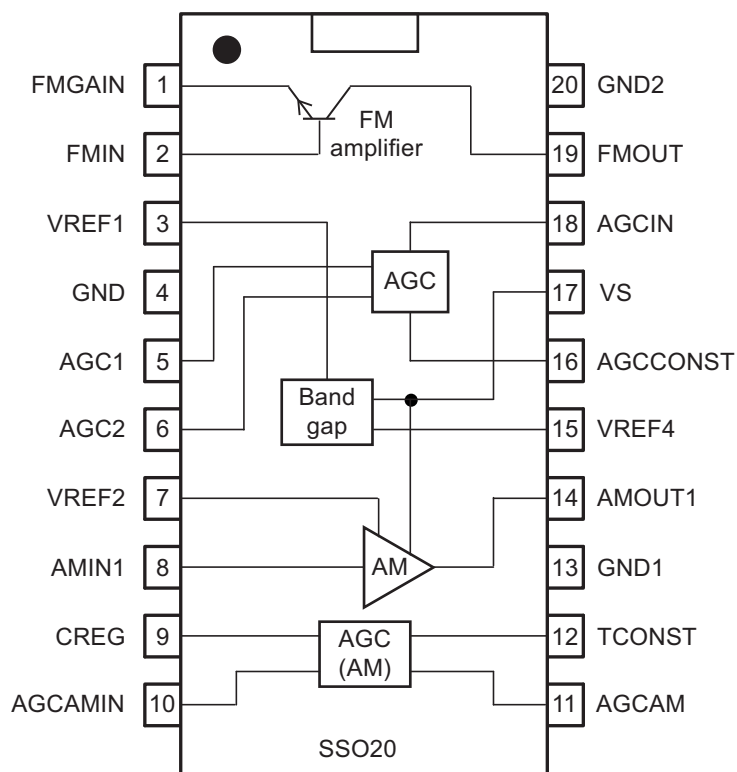 FMGAIN 1
20 GND2
FM
amplifier
FMIN 2
19 FMOUT
VREF1 3
18 AGCIN
AGC
GND 4
17 VS
AGC1 5
16 AGCCONST
Band
gap
AGC2 6
15 VREF4
VREF2 7
14 AMOUT1
AMIN1 8
AM
13 GND1
CREG 9
AGC
(AM)
12 TCONST
AGCAMIN 10
11 AGCAM
SSO20